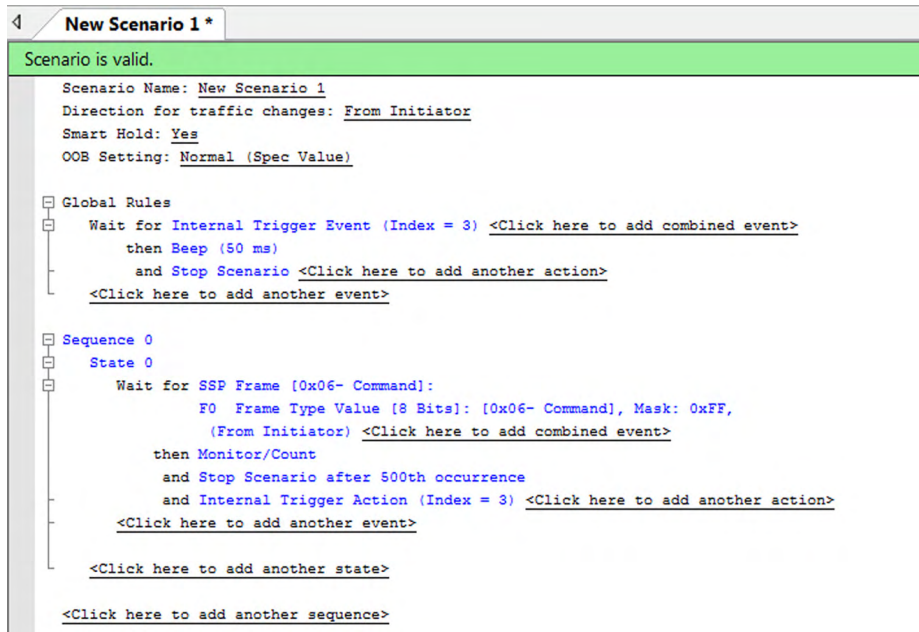 New Scenario 1 *
Scenario is valid.
Scenario Name: New Scenario 1
Direction for traffic changes: From Initiator
Smart Hold: Yes
OOB Setting: Normal (Spec Value)
Global Rules
Wait for Internal Trigger Event (Index = 3) <Click here to add combined event>
then Beep (50 ms)
and Stop Scenario <Click here to add another action>
<Click here to add another event>
Sequence 0
State 0
Wait for SSP Frame [0x06- Command]:
F0 Frame Type Value [8 Bits]: [0x06- Command], Mask: 0xFF,
(From Initiator) <Click here to add combined event>
then Monitor/Count
and Stop Scenario after 500th occurrence
and Internal Trigger Action (Index = 3) <Click here to add another action>
<Click here to add another event>
<Click here to add another state>
<Click here to add another sequence>